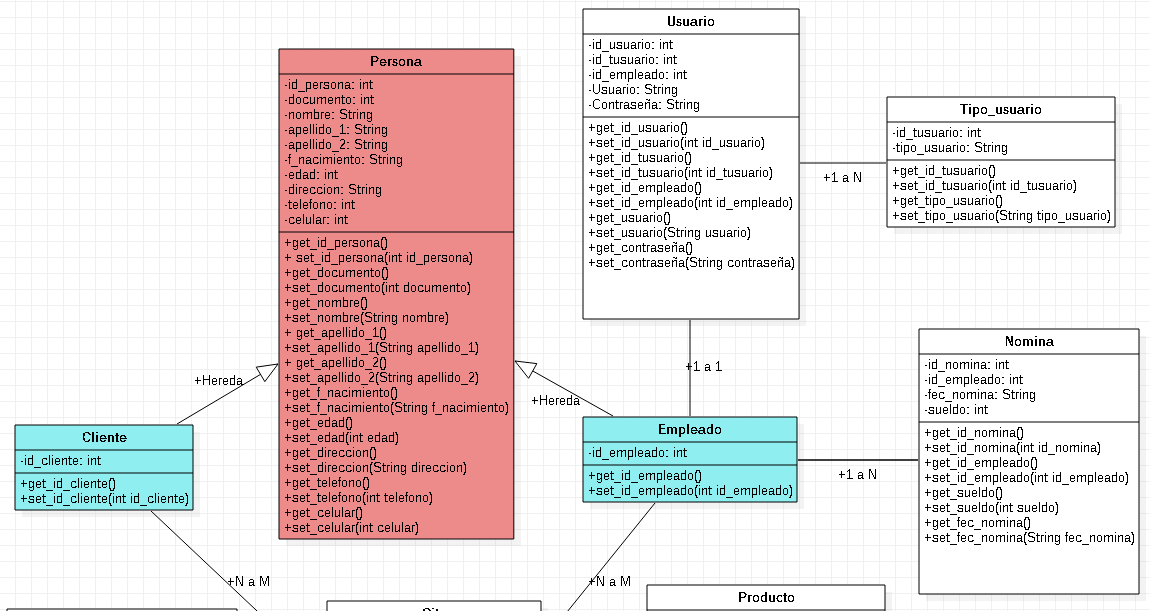 Usuario
-id_usuario: int
-id_tusuario: int
-id_empleado: int
-Usuario: String
-Contraseña: String
+get_id_usuario()
+set_id_usuario(int id_usuario)
+get_id_tusuario()
+set_id_tusuario(int id_tusuario)
+get_id_empleado()
+set_id_empleado(int id_empleado)
+get_usuario()
+set_usuario(String usuario)
+get_contraseña()
+set_contraseña(String contraseña)
Persona
-id_persona: int
-documento: int
-nombre: String
-apellido_1: String
-apellido_2: String
-f_nacimiento: String
-edad: int
-direccion: String
-telefono: int
-celular: int
+get_id_persona()
+ set_id_persona(int id_persona)
+get_documento()
+set_documento(int documento)
+get_nombre()
+set_nombre(String nombre)
+ get_apellido_1()
+set_apellido_1(String apellido_1)
+ get_apellido_2()
+set_apellido_2(String apellido_2)
+get_f_nacimiento()
+set_f_nacimiento(String f_nacimiento)
+get_edad()
+set_edad(int edad)
+get_direccion()
+set_direccion(String direccion)
+get_telefono()
+set_telefono(int telefono)
+get_celular()
+set_celular(int celular)
Tipo_usuario
-id_tusuario: int
-tipo_usuario: String
+get_id_tusuario()
+set_id_tusuario(int id_tusuario)
+get_tipo_usuario()
+set_tipo_usuario(String tipo_usuario)
+1 a N
+1 a 1
Nomina
-id_nomina: int
-id_empleado: int
-fec_nomina: String
-sueldo: int
+get_id_nomina()
+set_id_nomina(int id_nomina)
+get_id_empleado()
+set_id_empleado(int id_empleado)
+get_sueldo()
+set_sueldo(int sueldo)
+get_fec_nomina()
+set_fec_nomina(String fec_nomina)
+Hereda
+Hereda
Cliente
-id_cliente: int
+get_id_cliente()
+set_id_cliente(int id_cliente)
Empleado
-id_empleado: int
+get_id_empleado()
+set_id_empleado(int id_empleado)
+1 a N
+N a M
+N a M
Producto